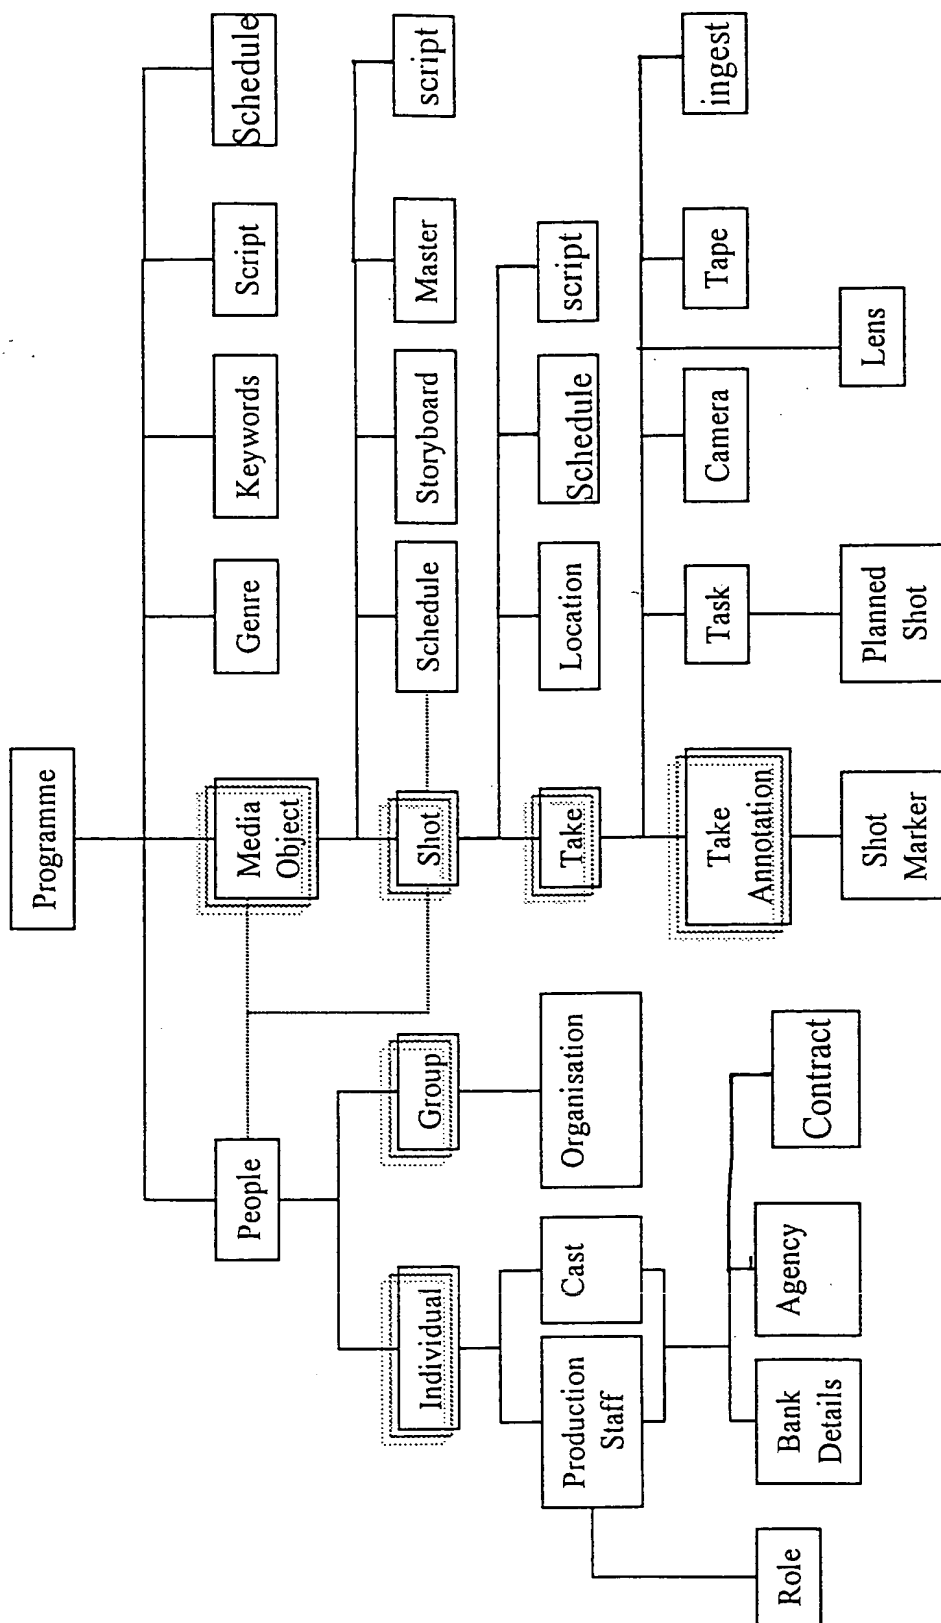 Programme
People
Media
Object
Genre
Keywords
Script
Schedule
Individual
Group
Shot
Schedule
Storyboard
Master
script
Production
Staff
Cast
Organisation
Take
Location
Schedule
script
Role
Bank
Details
Agency
Contract
Take
Annotation
Task
Camera
Tape
ingest
Shot
Marker
Planned
Shot
Lens